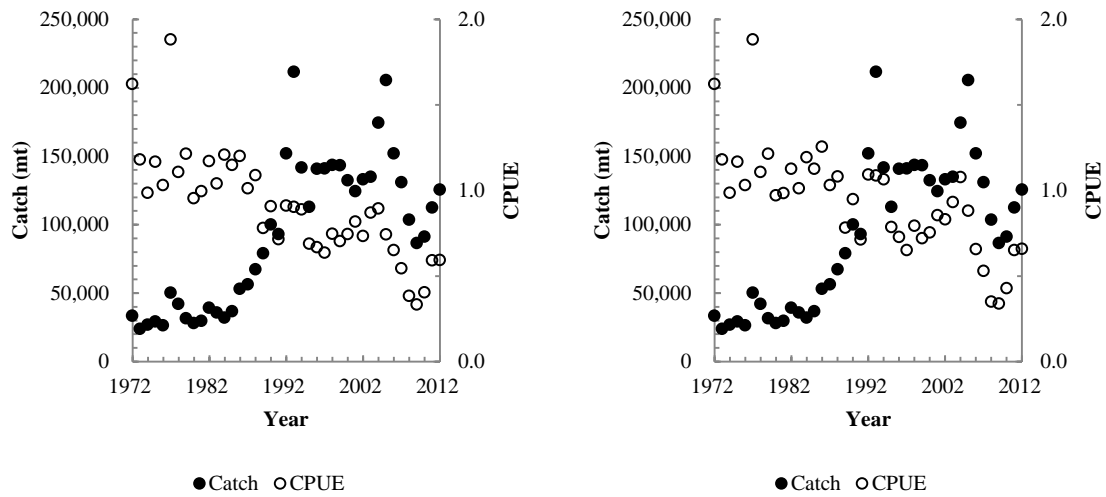 250,000
200,000
150,000
100,000
50,000
0
Catch (mt)
2.0
1.0
0.0
CPUE
1972 1982 1992 2002 2012
Year
Catch CPUE
250,000
200,000
150,000
100,000
50,000
0
Catch (mt)
2.0
1.0
0.0
CPUE
1972 1982 1992 2002 2012
Year
Catch CPUE